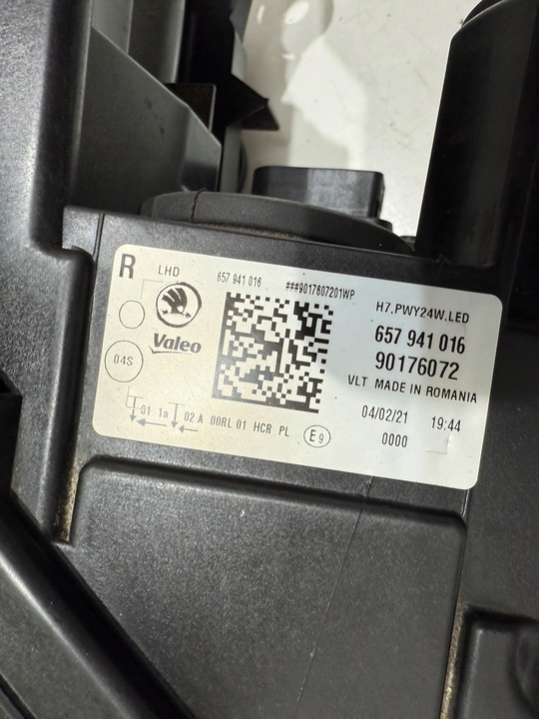 R LHD 657 941 016 ###9017607201WP
H7.PWY24W.LED
Valeo
657 941 016
90176072
VLT MADE IN ROMANIA
04S
04/02/21 19:44
01 1a 02 A 00RL 01 HCR PL E9
0000